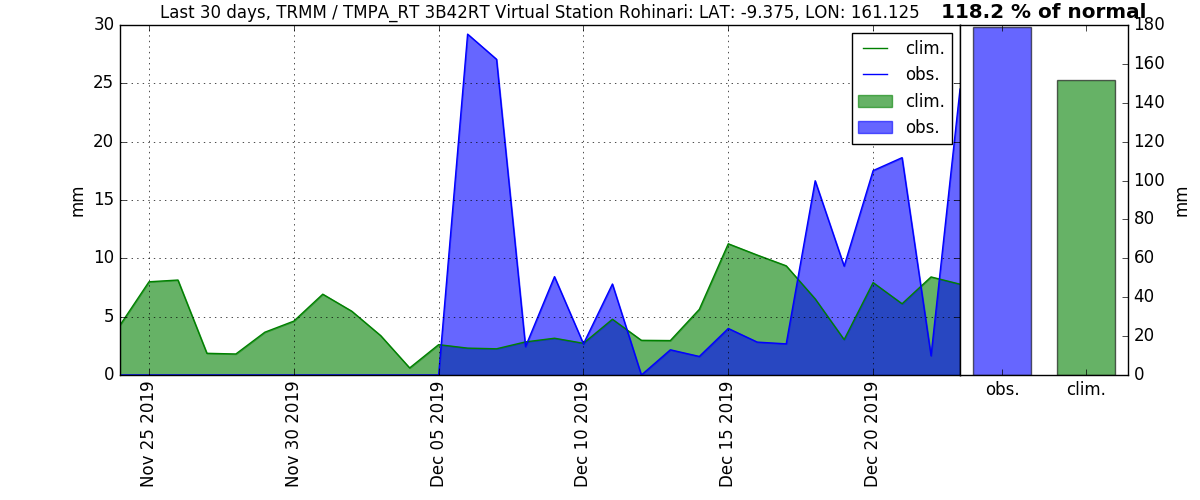 Last 30 days, TRMM / TMPA_RT 3B42RT Virtual Station Rohinari: LAT: -9.375, LON: 161.125
118.2 % of normal
30
25
20
15
10
5
0
mm
clim.
obs.
clim.
obs.
Nov 25 2019
Nov 30 2019
Dec 05 2019
Dec 10 2019
Dec 15 2019
Dec 20 2019
180
160
140
120
100
80
60
40
20
0
mm
obs.
clim.